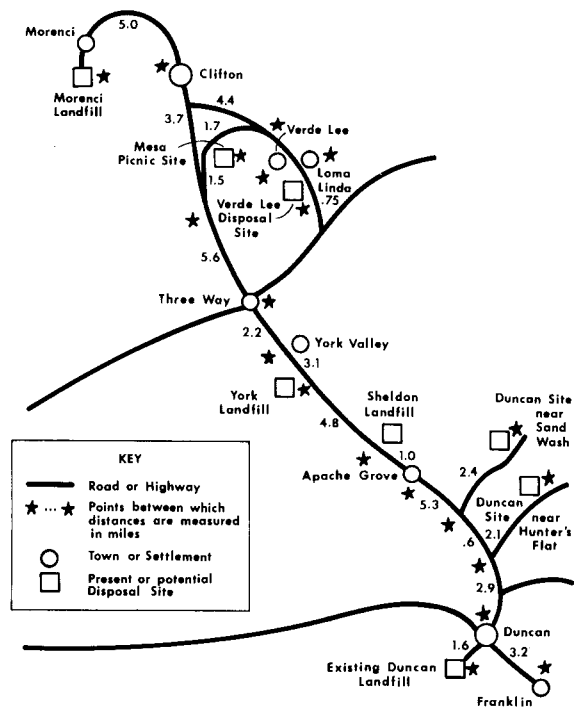 Morenci
5.0
Clifton
Morenci
Landfill
3.7
4.4
1.7
Mesa
Picnic Site
Verde Lee
Loma
Linda
1.5
Verde Lee
Disposal
Site
.75
5.6
Three Way
2.2
York Valley
3.1
York
Landfill
Sheldon
Landfill
4.8
1.0
Apache Grove
Duncan Site
near
Sand
Wash
2.4
5.3
Duncan
Site
near
Hunter's
Flat
.6
2.1
2.9
Duncan
1.6
3.2
Existing Duncan
Landfill
Franklin
KEY
Road or Highway
Points between which
distances are measured
in miles
Town or Settlement
Present or potential
Disposal Site